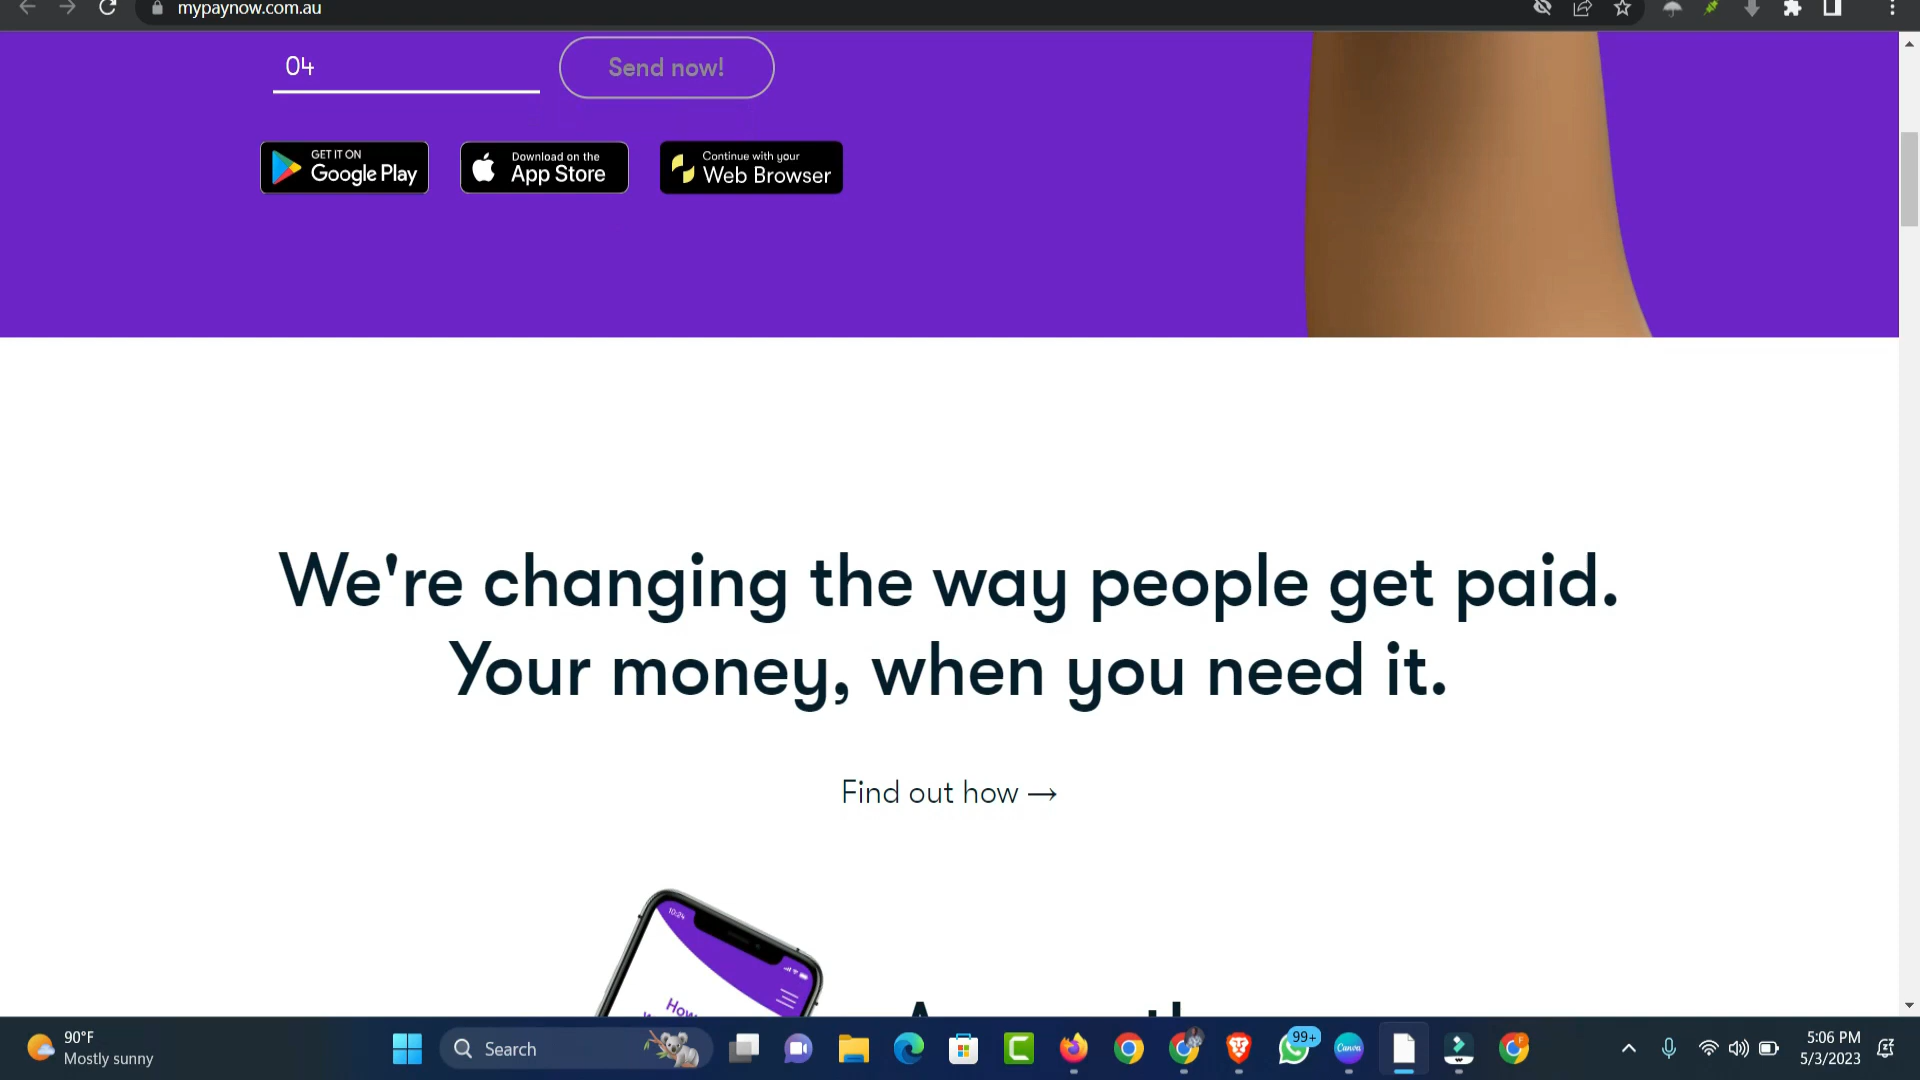 mypaynow.com.au
04
Send now!
GET IT ON
Google Play
Download on the
App Store
Continue with your
Web Browser
We're changing the way people get paid.
Your money, when you need it.
Find out how →
10:24
How
90°F
Mostly sunny
Search
99+
Canva
5:06 PM
5/3/2023